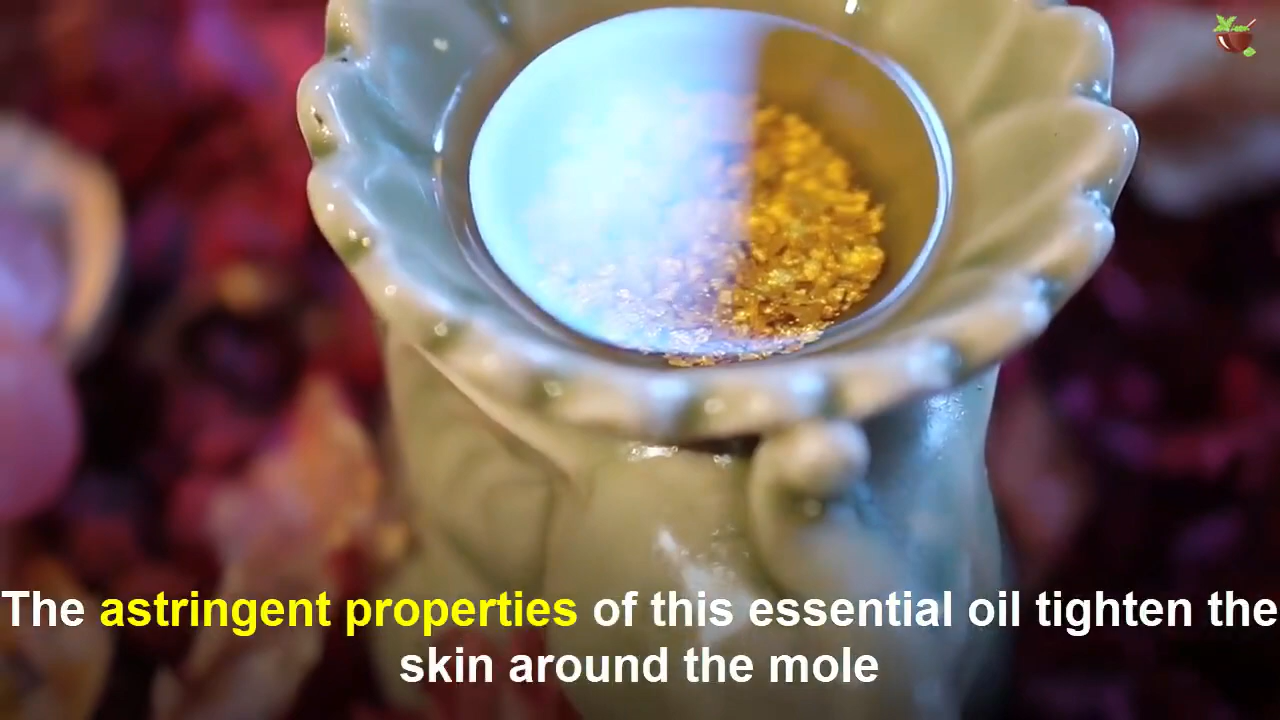 The astringent properties of this essential oil tighten the
skin around the mole